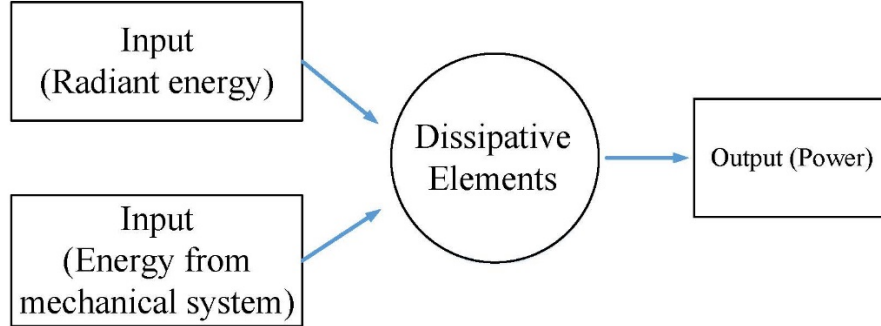 Input
(Radiant energy)
Input
(Energy from
mechanical system)
Dissipative
Elements
Output (Power)